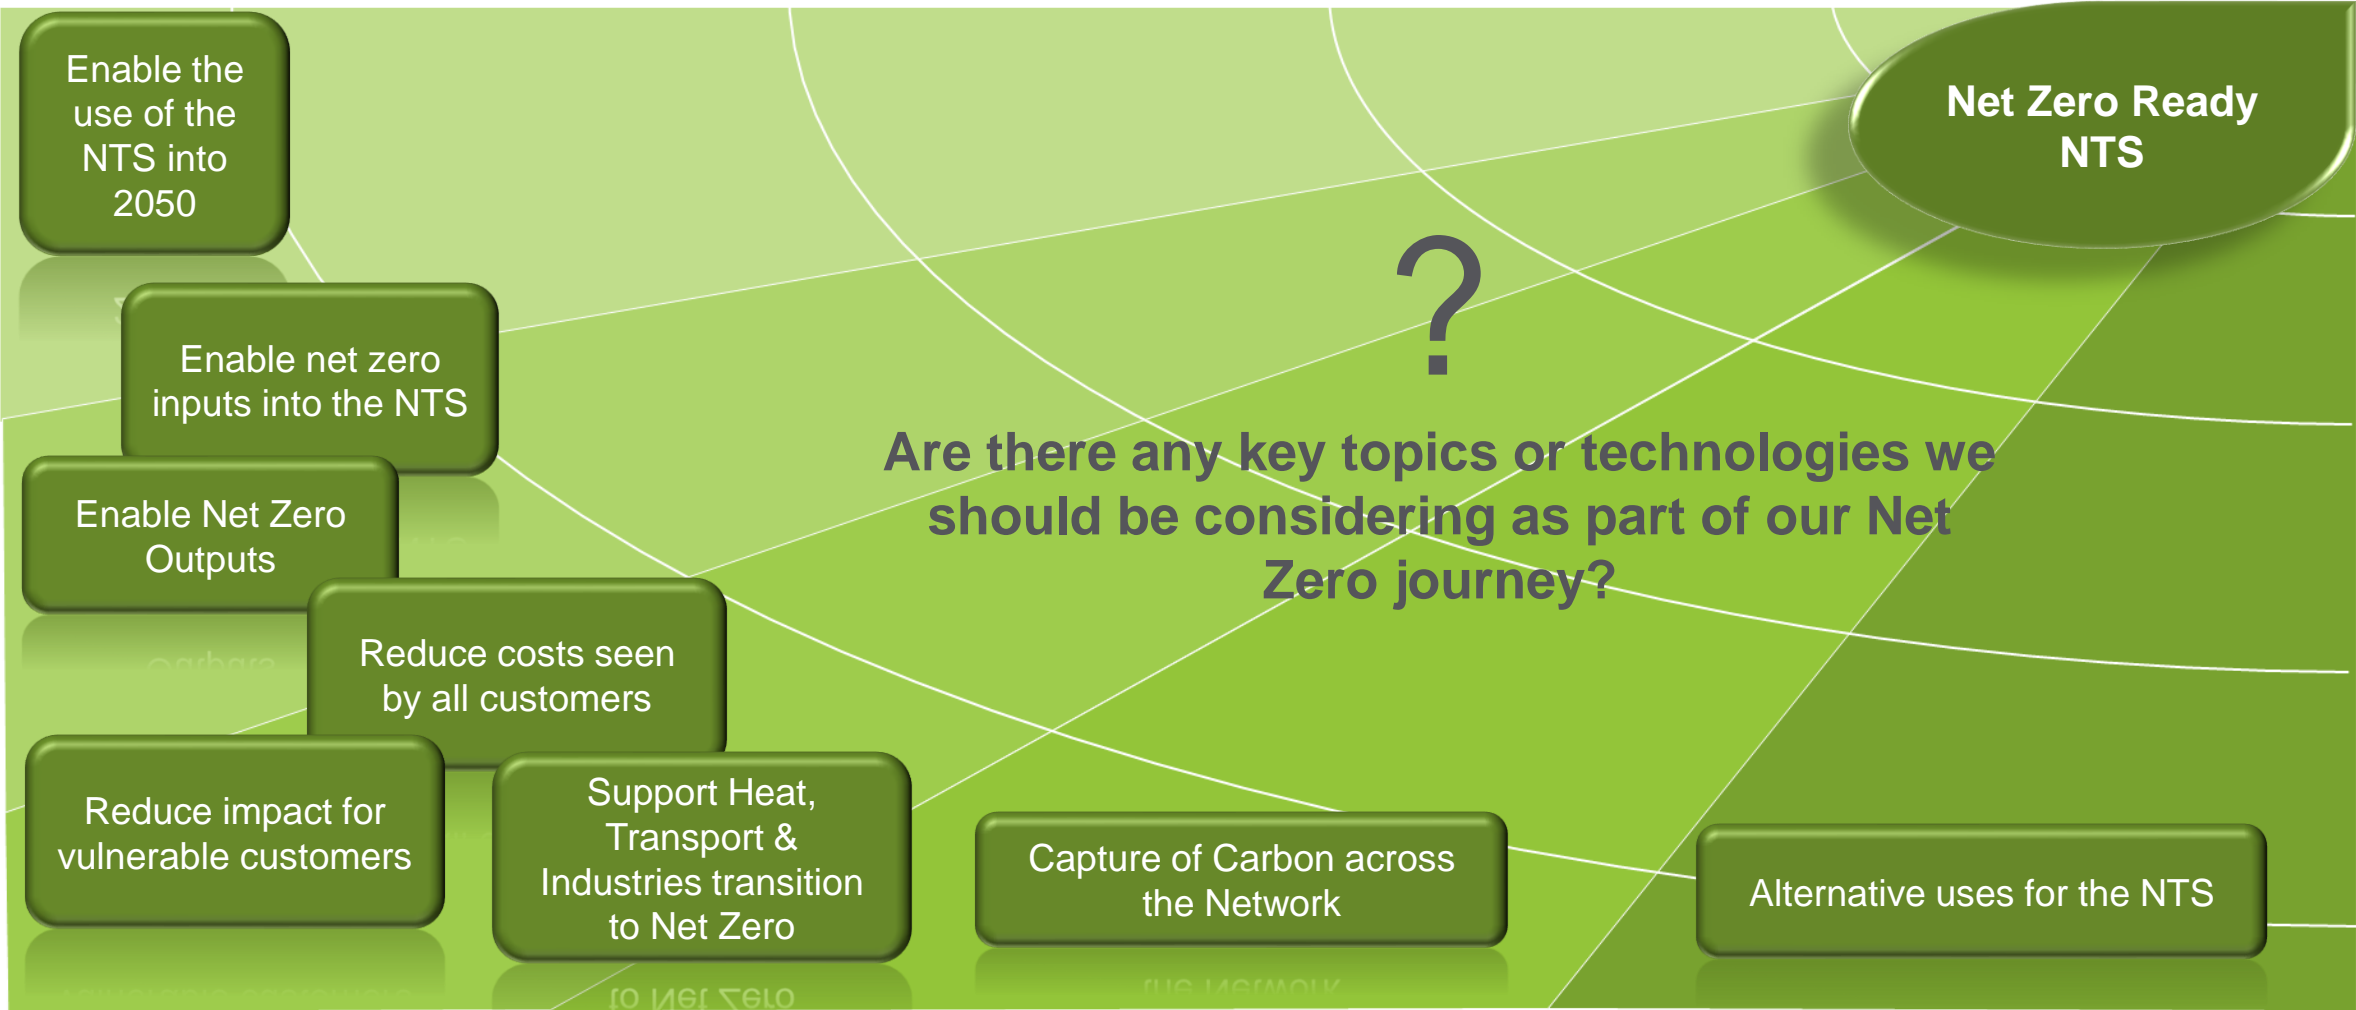 Enable the
use of the
NTS into
2050
Net Zero Ready
NTS
?
Enable net zero
inputs into the NTS
Are there any key topics or technologies we
should be considering as part of our Net
Zero journey?
Enable Net Zero
Outputs
Reduce costs seen
by all customers
Reduce impact for
vulnerable customers
Support Heat,
Transport &
Industries transition
to Net Zero
Capture of Carbon across
the Network
Alternative uses for the NTS